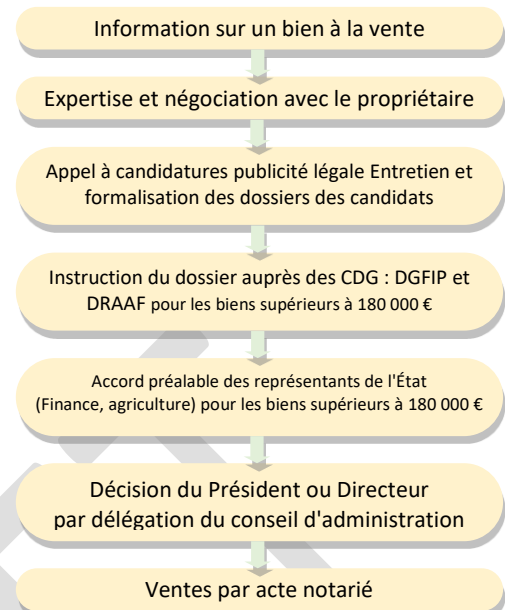 Information sur un bien à la vente
Expertise et négociation avec le propriétaire
Appel à candidatures publicité légale Entretien et
formalisation des dossiers des candidats
Instruction du dossier auprès des CDG : DGFIP et
DRAAF pour les biens supérieurs à 180 000 €
Accord préalable des représentants de l'État
(Finance, agriculture) pour les biens supérieurs à 180 000 €
Décision du Président ou Directeur
par délégation du conseil d'administration
Ventes par acte notarié